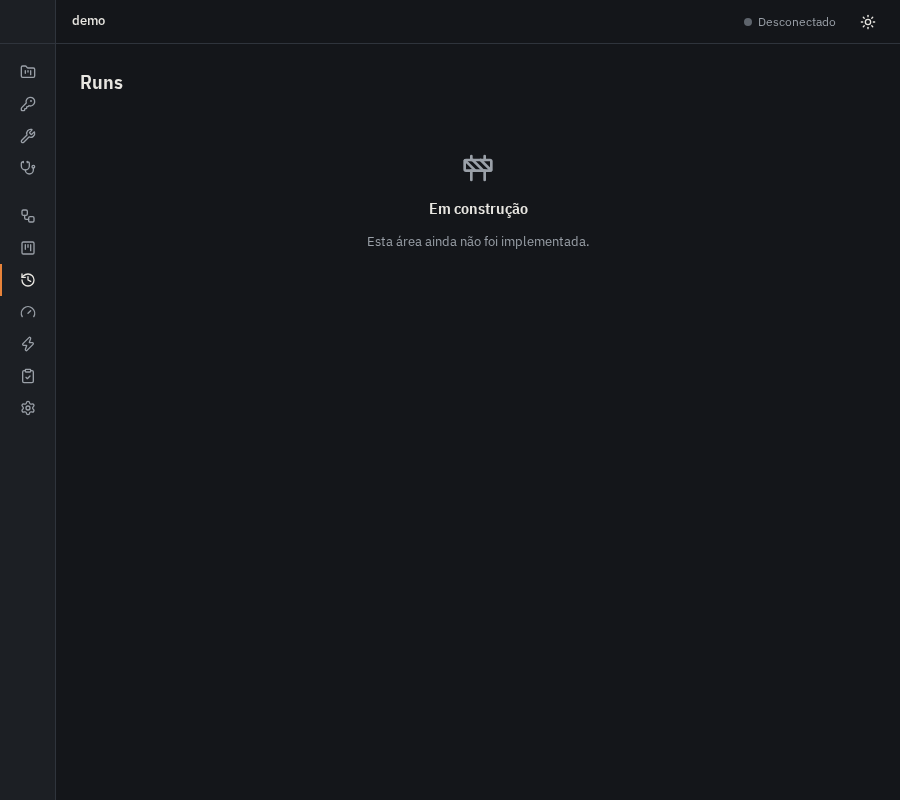 demo
Desconectado
Runs
Em construção
Esta área ainda não foi implementada.